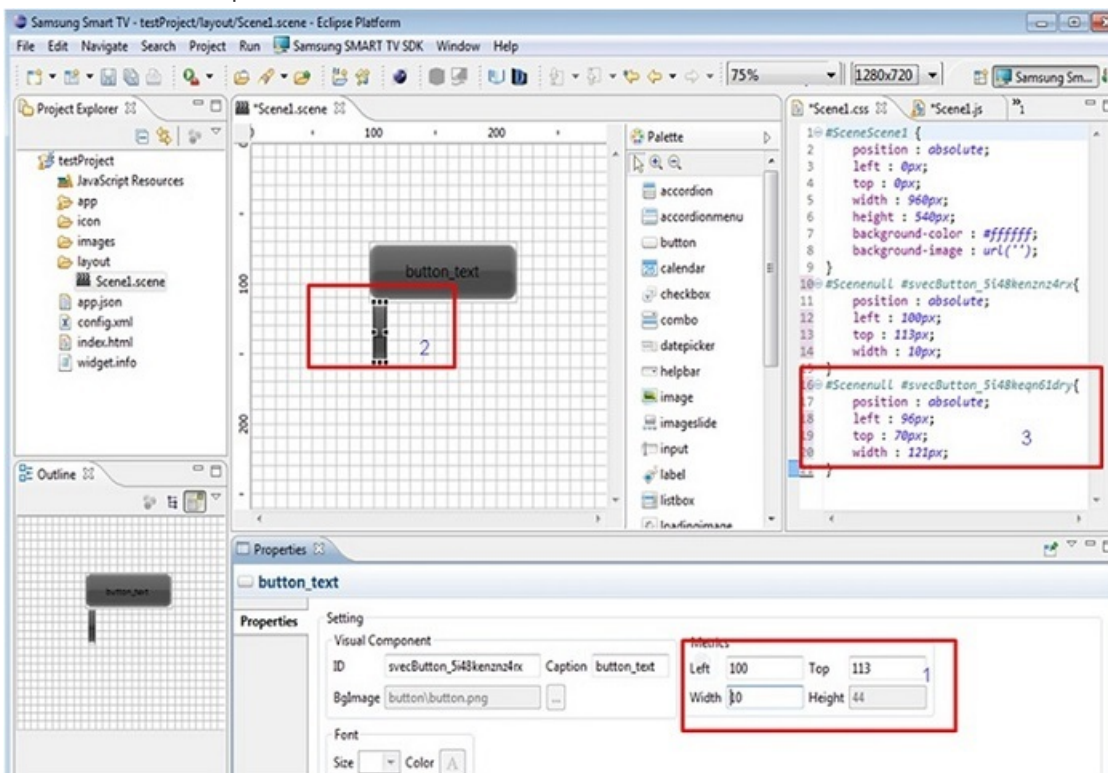 Samsung Smart TV - testProject/layout/Scene1.scene - Eclipse Platform
File Edit Navigate Search Project Run Samsung SMART TV SDK Window Help
75%
1280x720
Samsung Sm...
Project Explorer
testProject
JavaScript Resources
app
icon
images
layout
Scene1.scene
app.json
config.xml
index.html
widget.info
Outline
button_text
*Scene1.scene
100 200
100
200
button_text
2
Palette
accordion
accordionmenu
button
calendar
checkbox
combo
datepicker
helpbar
image
imageslide
input
label
listbox
loadingimage
*Scene1.css *Scene1.js »1
1 #SceneScene1 {
2 position : absolute;
3 left : 0px;
4 top : 0px;
5 width : 960px;
6 height : 540px;
7 background-color : #ffffff;
8 background-image : url('');
9 }
10 #Scenenull #svecButton_5i48kenznz4rx{
11 position : absolute;
12 left : 100px;
13 top : 113px;
14 width : 10px;
15 }
16 #Scenenull #svecButton_5i48keqn61dry{
17 position : absolute;
18 left : 96px;
19 top : 70px;
20 width : 121px;
}
3
Properties
button_text
Properties
Setting
Visual Component
ID svecButton_5i48kenznz4rx Caption button_text
BgImage button\button.png ...
Font
Size Color A
Metrics
Left 100 Top 113
1
Width 10 Height 44